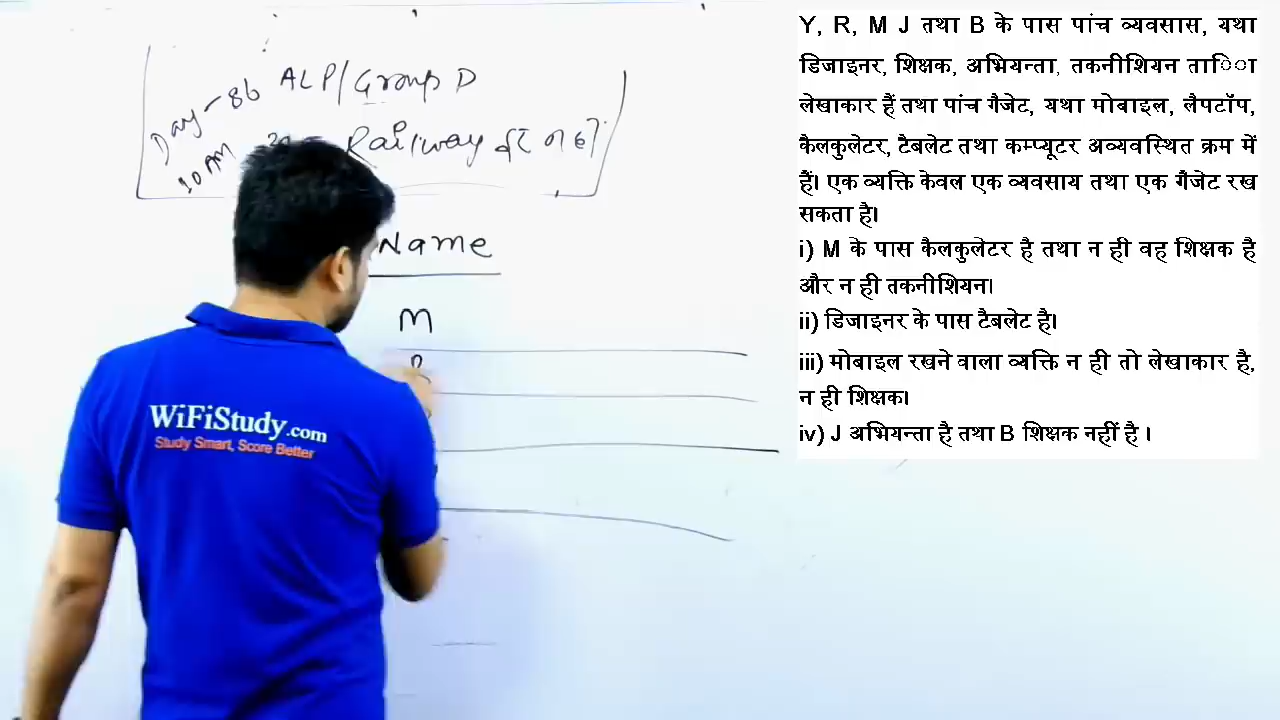 Day-86 ALP/Group D
10 AM Railway
Name
M
R
WiFiStudy.com
Study Smart, Score Better
Y, R, M J तथा B के पास पांच व्यवसास, यथा
डिजाइनर, शिक्षक, अभियन्ता, तकनीशियन तािा
लेखाकार हैं तथा पांच गैजेट, यथा मोबाइल, लैपटॉप,
कैलकुलेटर, टैबलेट तथा कम्प्यूटर अव्यवस्थित क्रम में
हैं। एक व्यक्ति केवल एक व्यवसाय तथा एक गैजेट रख
सकता है।
i) M के पास कैलकुलेटर है तथा न ही वह शिक्षक है
और न ही तकनीशियन।
ii) डिजाइनर के पास टैबलेट है।
iii) मोबाइल रखने वाला व्यक्ति न ही तो लेखाकार है,
न ही शिक्षक।
iv) J अभियन्ता है तथा B शिक्षक नहीं है ।